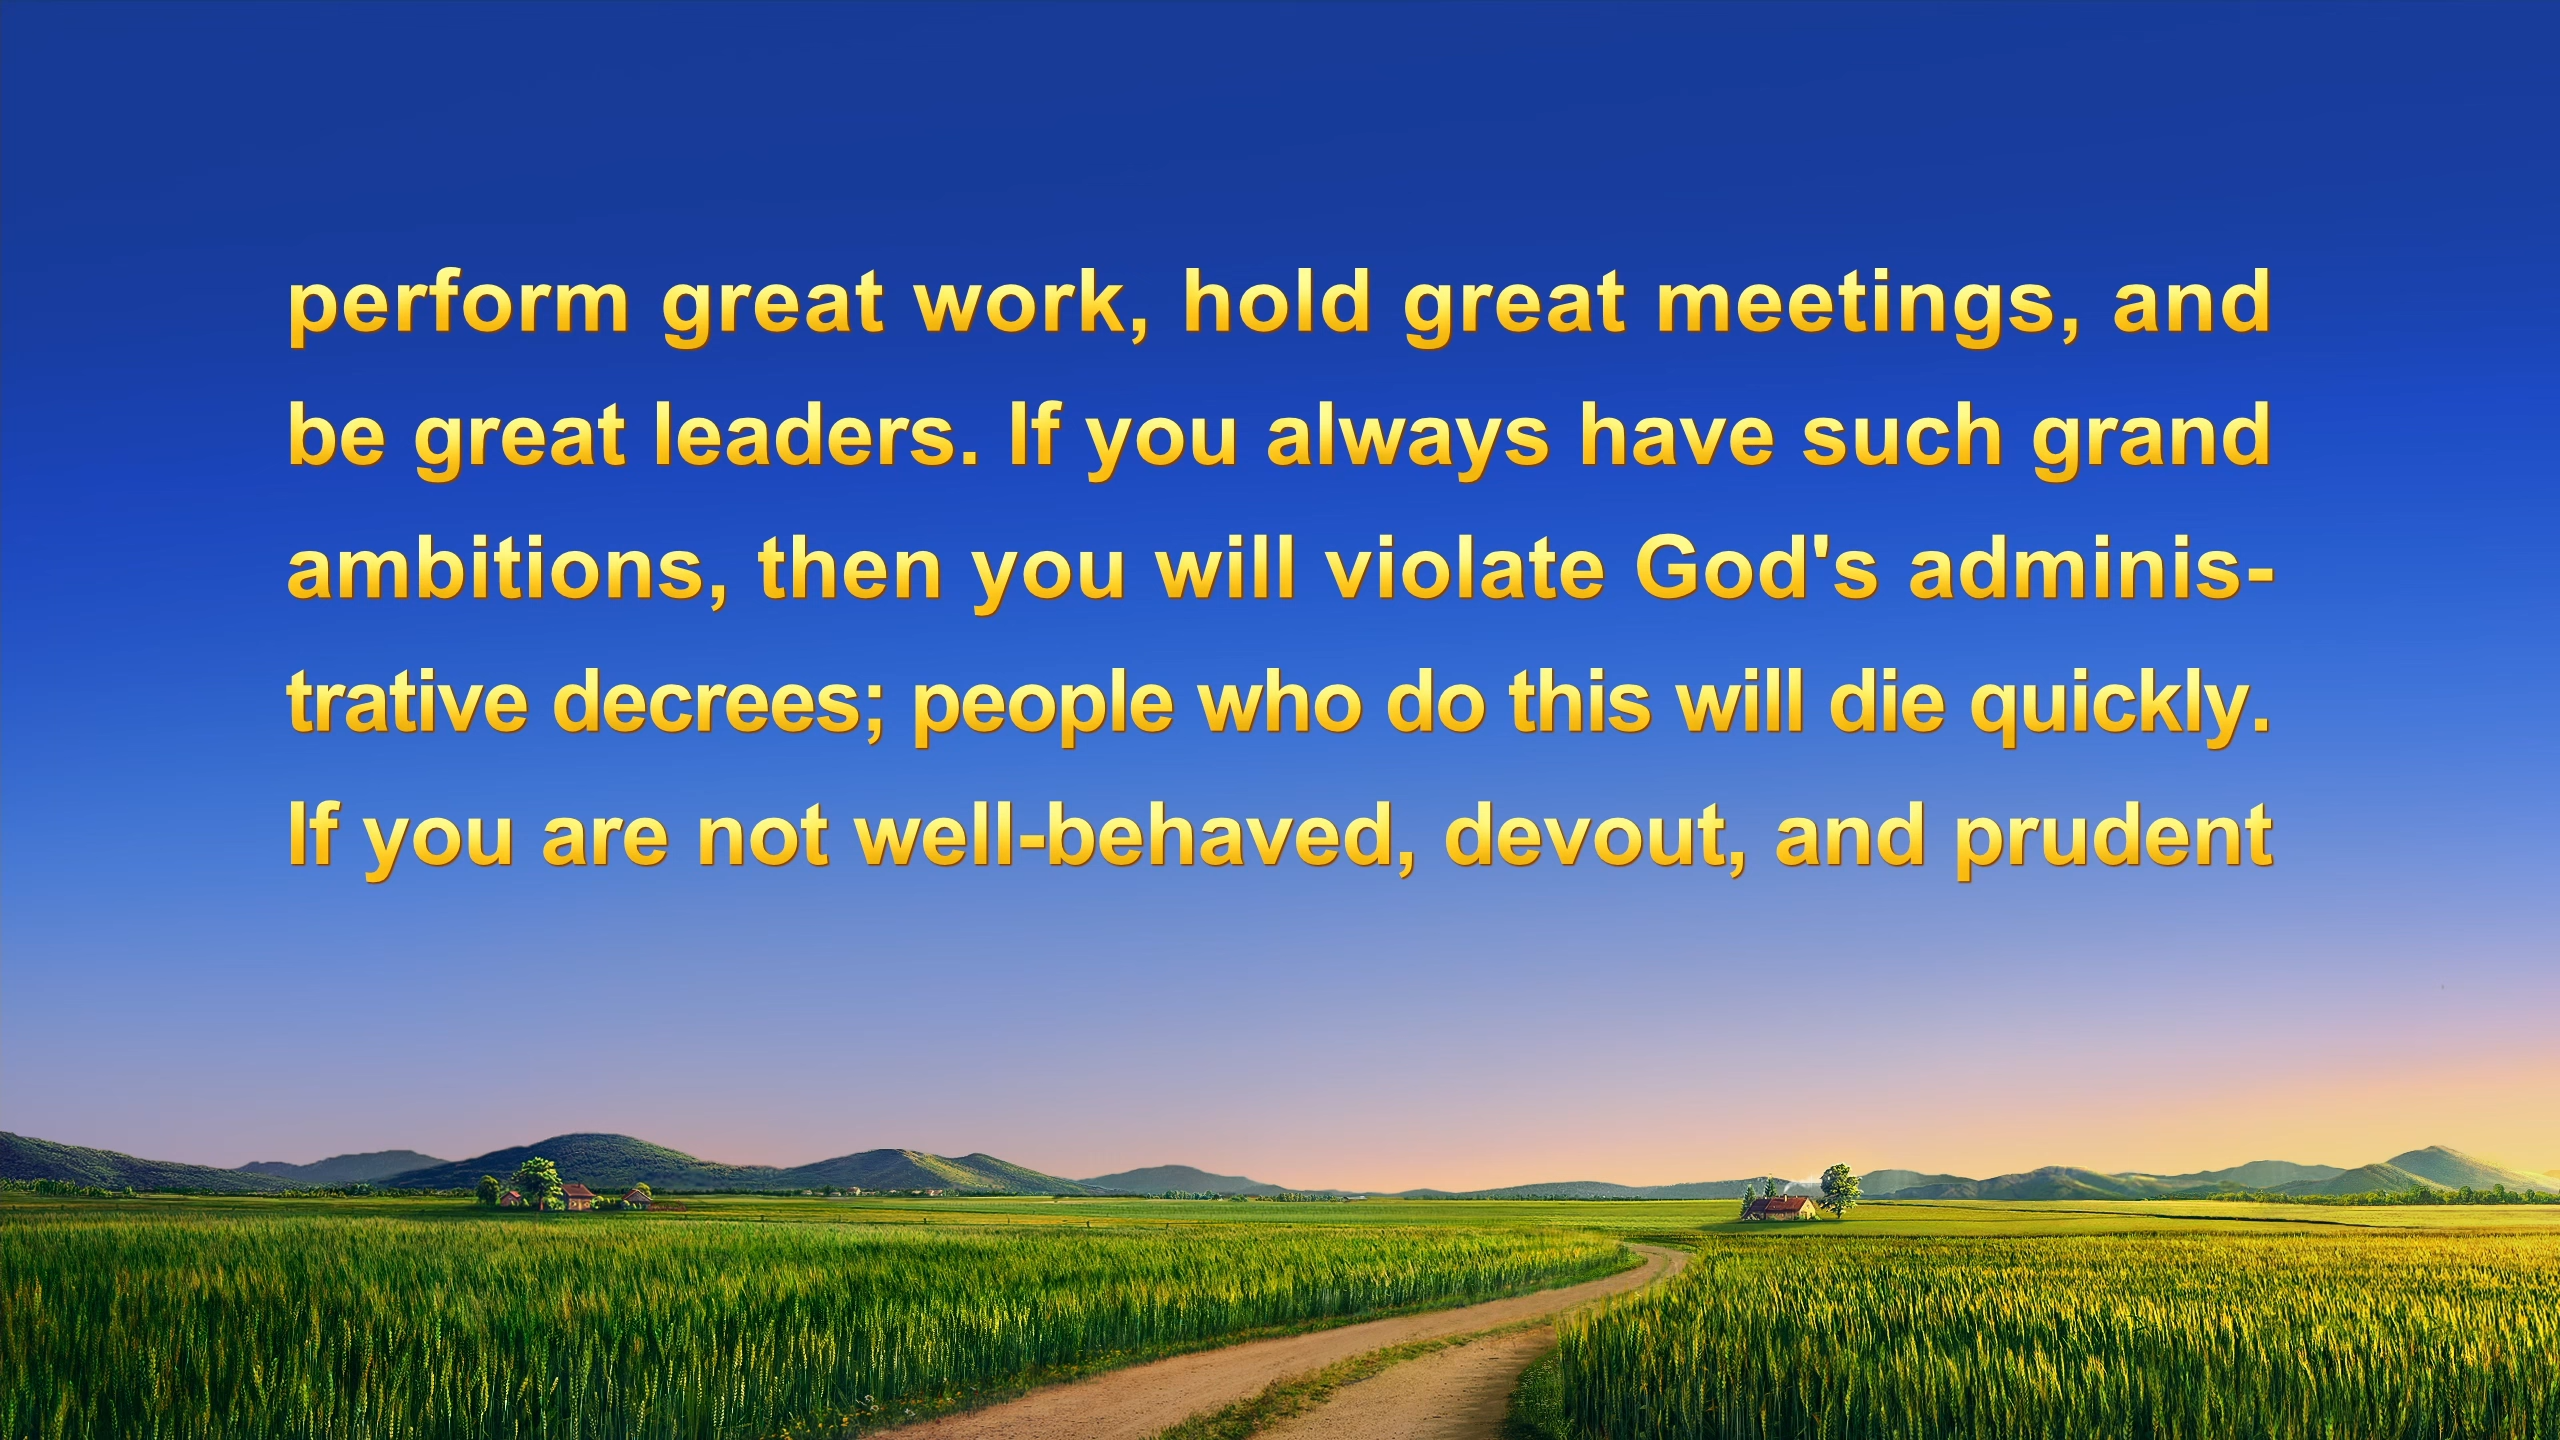 perform great work, hold great meetings, and
be great leaders. If you always have such grand
ambitions, then you will violate God's adminis-
trative decrees; people who do this will die quickly.
If you are not well-behaved, devout, and prudent